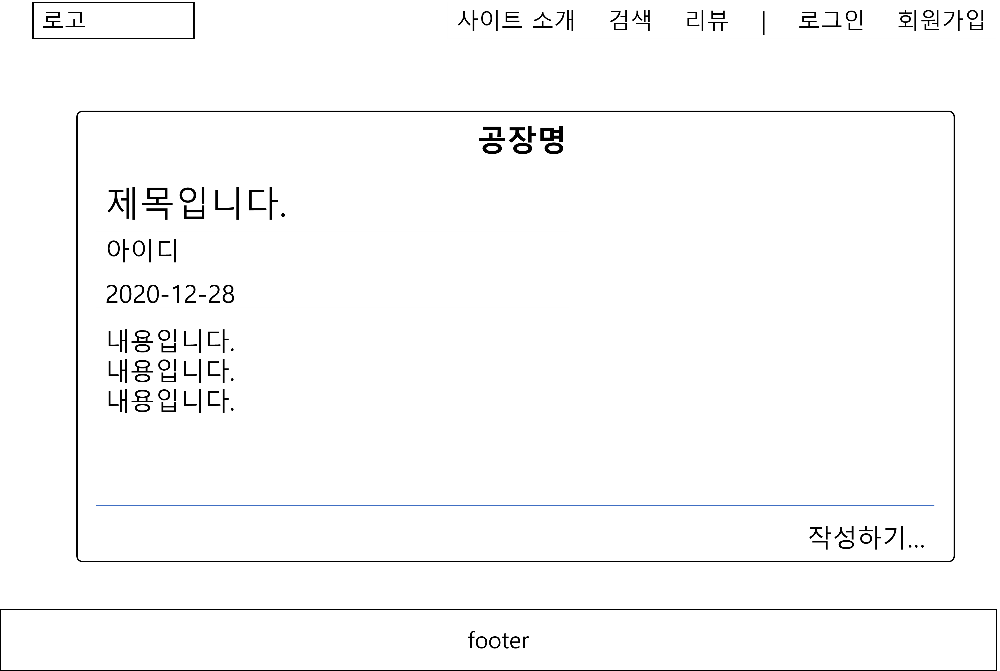 로고
사이트 소개 검색 리뷰 | 로그인 회원가입
공장명
제목입니다.
아이디
2020-12-28
내용입니다.
내용입니다.
내용입니다.
작성하기...
footer